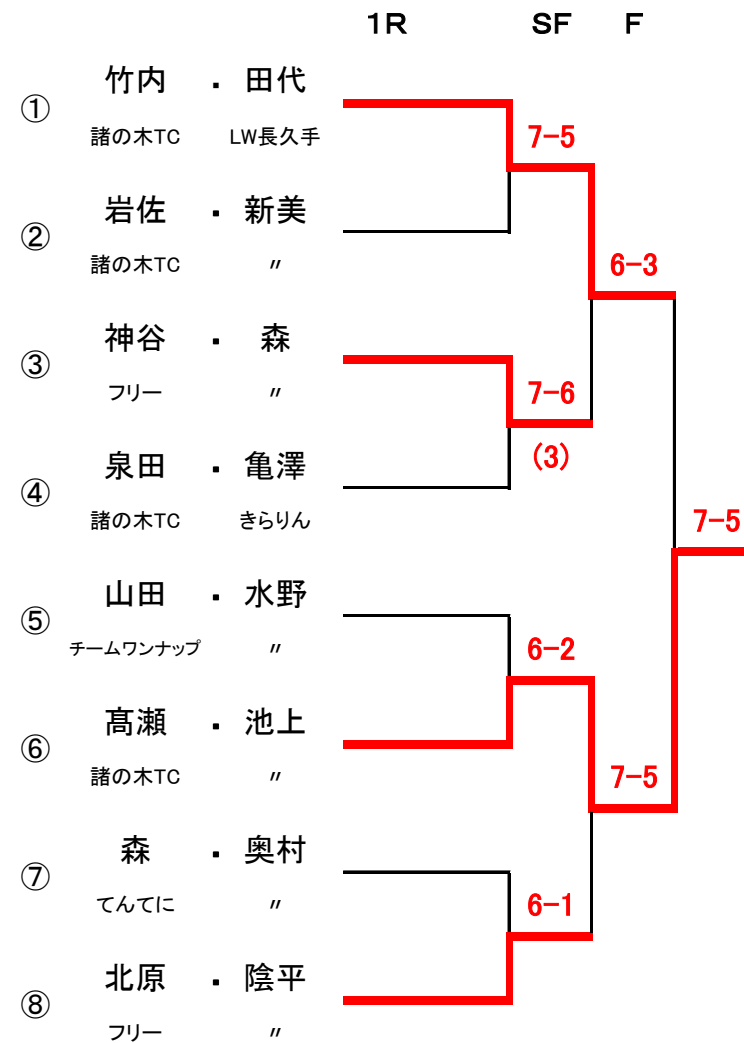 1R SF F
竹内 ・ 田代
①
諸の木TC LW長久手
7-5
岩佐 ・ 新美
②
諸の木TC 〃
6-3
神谷 ・ 森
③
フリー 〃
7-6
(3)
泉田 ・ 亀澤
④
諸の木TC きらりん
7-5
山田 ・ 水野
⑤
チームワンナップ 〃
6-2
髙瀬 ・ 池上
⑥
諸の木TC 〃
7-5
森 ・ 奥村
⑦
てんてに 〃
6-1
北原 ・ 陰平
⑧
フリー 〃